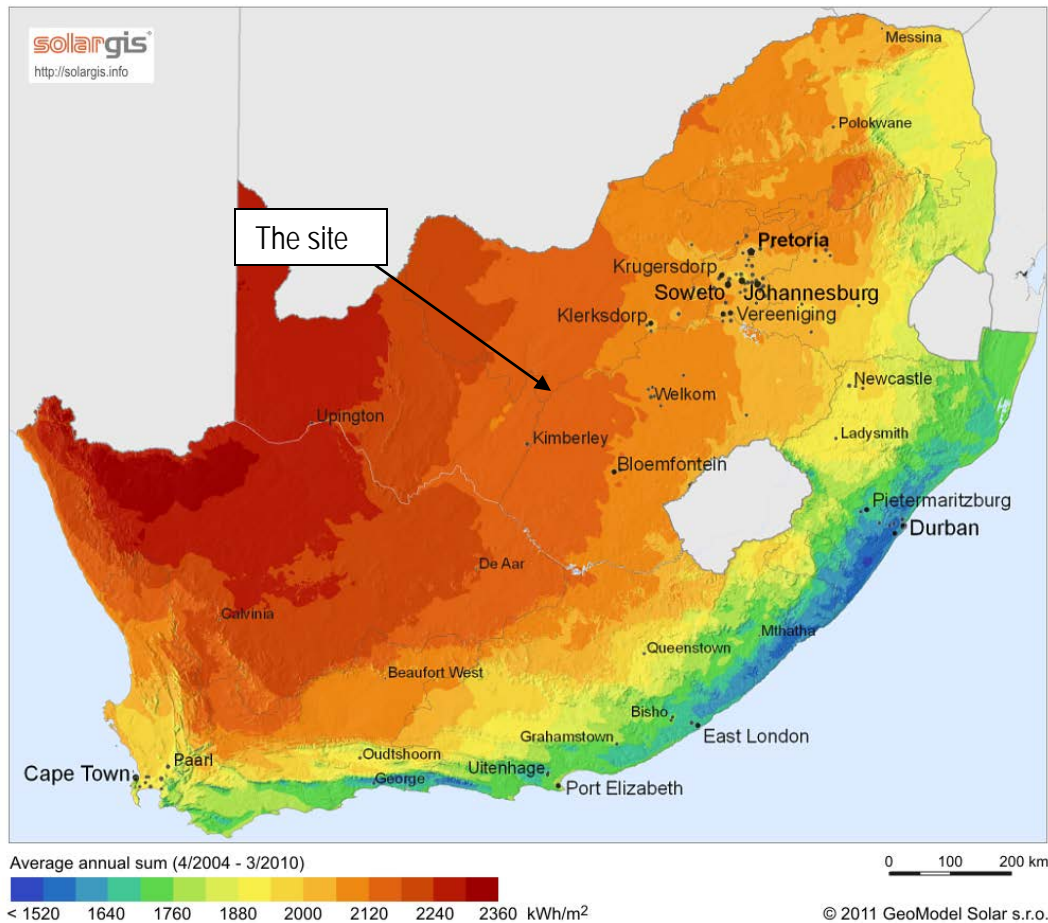 solargis
http://solargis.info
Messina
Polokwane
The site
Pretoria
Krugersdorp
Soweto
Johannesburg
Klerksdorp
Vereeniging
Newcastle
Welkom
Upington
Kimberley
Ladysmith
Bloemfontein
Pietermaritzburg
Durban
De Aar
Calvinia
Mthatha
Queenstown
Beaufort West
Bisho
Grahamstown
East London
Oudtshoorn
Paarl
Uitenhage
Cape Town
George
Port Elizabeth
Average annual sum (4/2004 - 3/2010)
0 100 200 km
< 1520 1640 1760 1880 2000 2120 2240 2360 kWh/m2
© 2011 GeoModel Solar s.r.o.